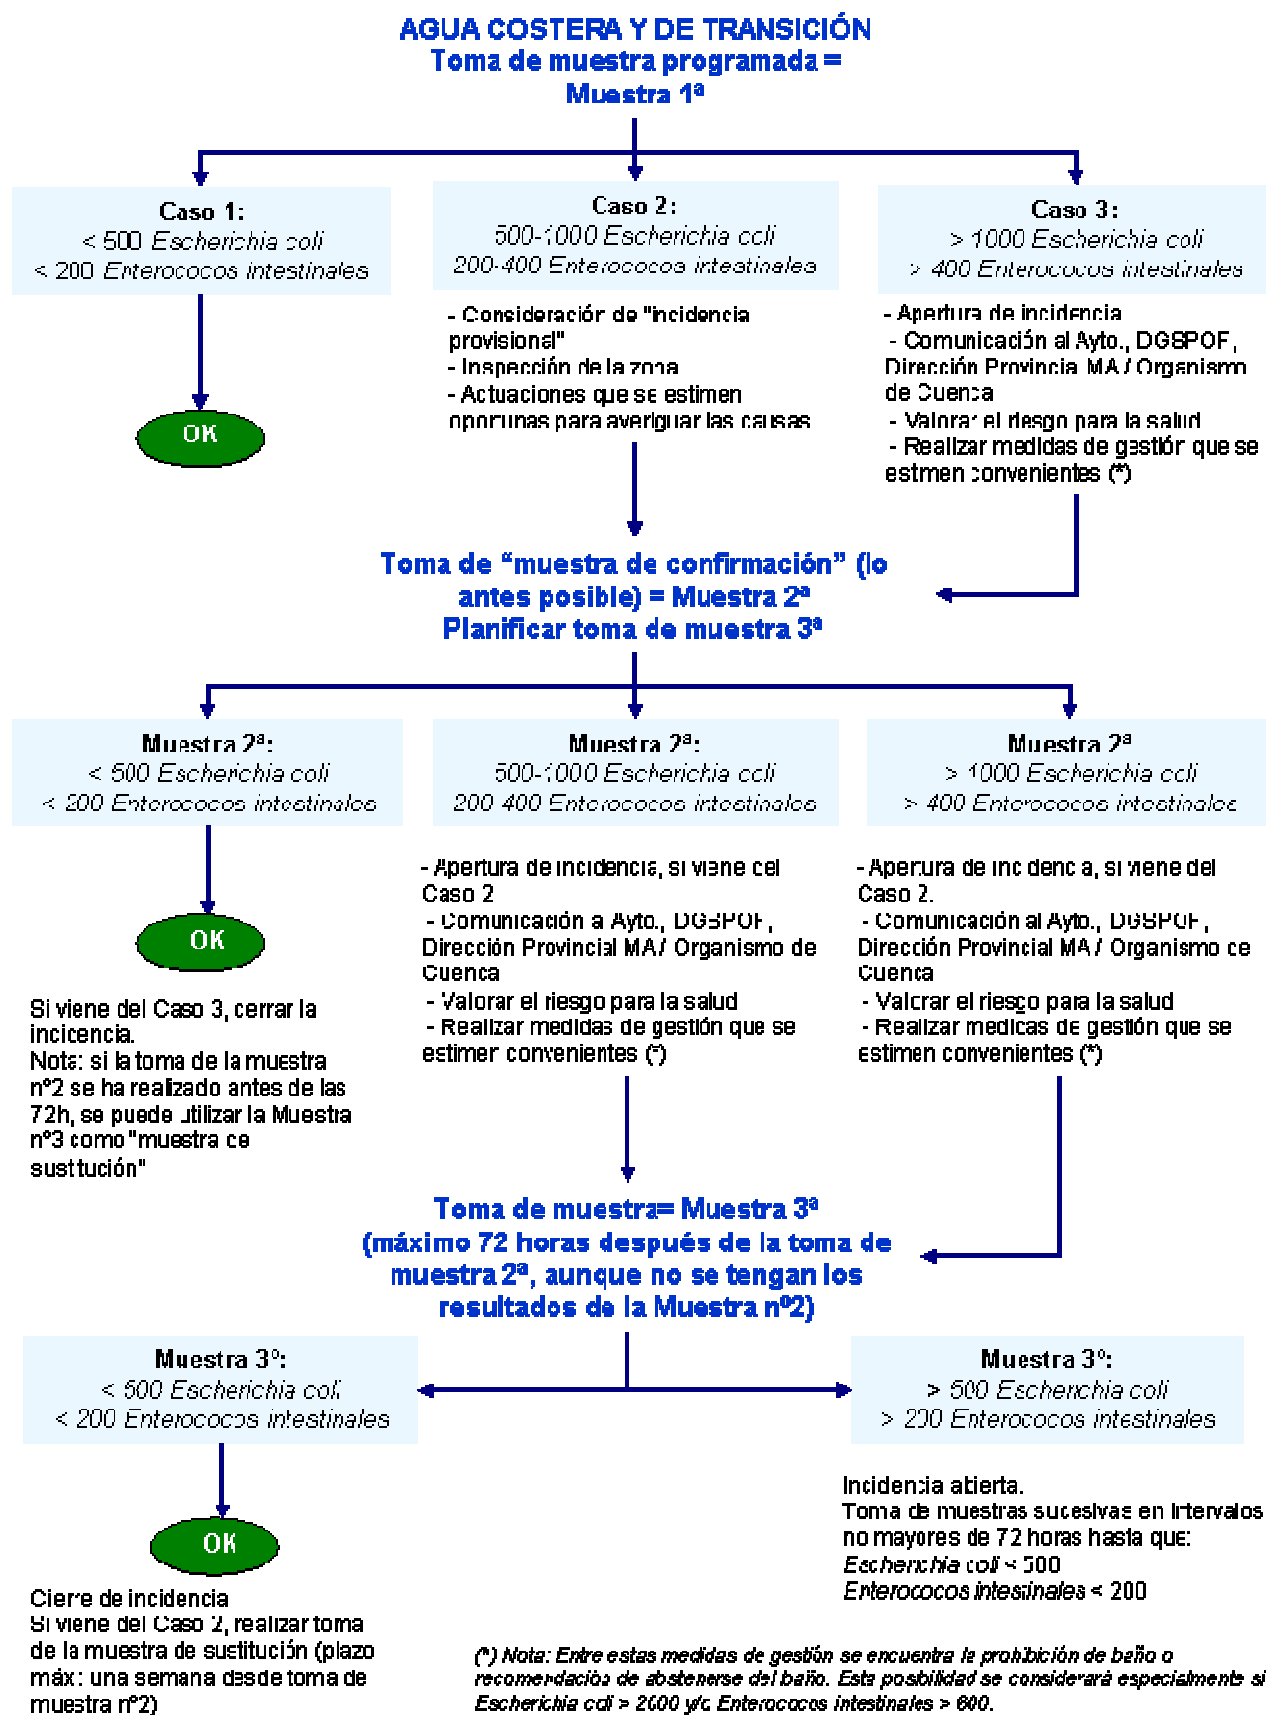 AGUA COSTERA Y DE TRANSICIÓN
Toma de muestra programada =
Muestra 1ª
Caso 1:
< 500 Escherichia coli
< 200 Enterococos intestinales
Caso 2:
500-1000 Escherichia coli
200-400 Enterococos intestinales
Caso 3:
> 1000 Escherichia coli
> 400 Enterococos intestinales
OK
- Consideración de "incidencia
provisional"
- Inspección de la zona
- Actuaciones que se estimen
oportunas para averiguar las causas
- Apertura de incidencia
- Comunicación al Ayto., DGSPOF,
Dirección Provincial MA / Organismo
de Cuenca
- Valorar el riesgo para la salud
- Realizar medidas de gestión que se
estimen convenientes (*)
Toma de “muestra de confirmación” (lo
antes posible) = Muestra 2ª
Planificar toma de muestra 3ª
Muestra 2ª:
< 500 Escherichia coli
< 200 Enterococos intestinales
Muestra 2ª:
500-1000 Escherichia coli
200-400 Enterococos intestinales
Muestra 2ª
> 1000 Escherichia coli
> 400 Enterococos intestinales
OK
Si viene del Caso 3, cerrar la
incicencia.
Nota: si la toma de la muestra
nº2 se ha realizado antes de las
72h, se puede utilizar la Muestra
nº3 como "muestra de
sustitución"
- Apertura de incidencia, si viene del
Caso 2
- Comunicación a Ayto., DGSPOF,
Dirección Provincial MA / Organismo de
Cuenca
- Valorar el riesgo para la salud
- Realizar medidas de gestión que se
estimen convenientes (*)
- Apertura de incidencia, si viene del
Caso 2.
- Comunicación al Ayto., DGSPOF,
Dirección Provincial MA / Organismo de
Cuenca
- Valorar el riesgo para la salud
- Realizar medidas de gestión que se
estimen convenientes (*)
Toma de muestra= Muestra 3ª
(máximo 72 horas después de la toma de
muestra 2ª, aunque no se tengan los
resultados de la Muestra nº2)
Muestra 3º:
< 500 Escherichia coli
< 200 Enterococos intestinales
Muestra 3º:
> 500 Escherichia coli
> 200 Enterococos intestinales
OK
Cierre de incidencia
Si viene del Caso 2, realizar toma
de la muestra de sustitución (plazo
máx: una semana desde toma de
muestra nº2)
Incidencia abierta.
Toma de muestras sucesivas en intervalos
no mayores de 72 horas hasta que:
Escherichia coli < 500
Enterococos intestinales < 200
(*) Nota: Entre estas medidas de gestión se encuentra la prohibición de baño o
recomendación de abstenerse del baño. Esta posibilidad se considerará especialmente si
Escherichia coli > 2000 y/o Enterococos intestinales > 600.